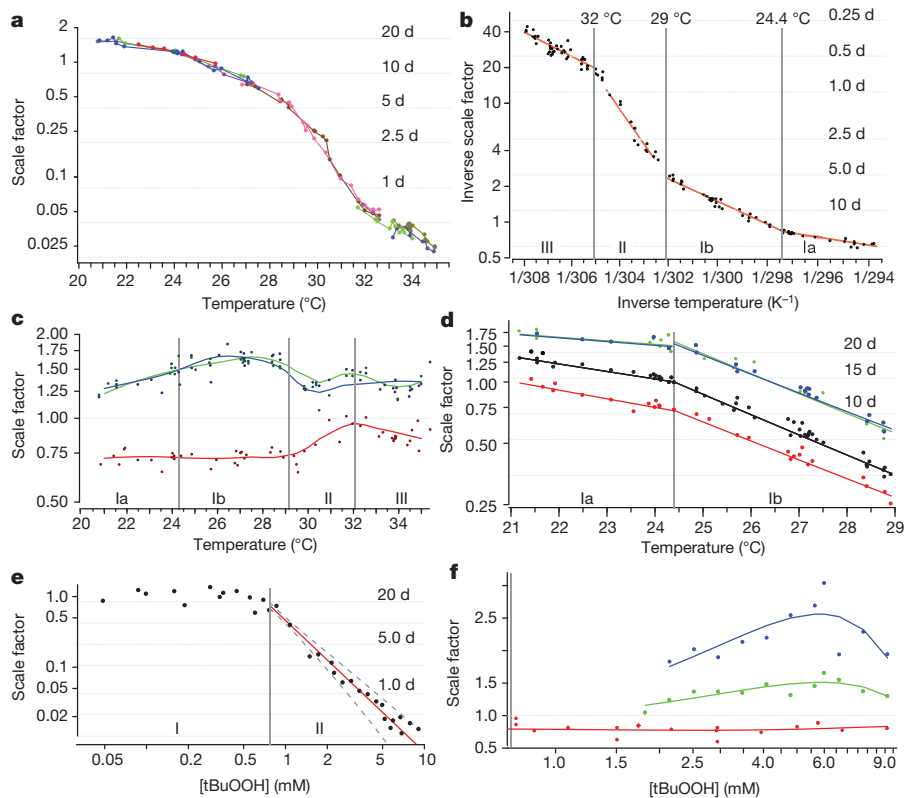 a
2
1
0.5
0.25
0.1
0.05
0.025
Scale factor
20 d
10 d
5 d
2.5 d
1 d
20 22 24 26 28 30 32 34
Temperature (°C)
b
32 °C 29 °C 24.4 °C
40
20
10
4
2
1
0.5
Inverse scale factor
0.25 d
0.5 d
1.0 d
2.5 d
5.0 d
10 d
III II Ib Ia
1/308 1/304 1/302 1/300 1/298 1/296 1/294
Inverse temperature (K⁻¹)
c
2.00
1.75
1.50
1.25
1.00
0.75
0.50
Scale factor
Ia Ib II III
20 22 24 26 28 30 32 34
Temperature (°C)
d
1.75
1.50
1.00
0.75
0.50
0.25
Scale factor
20 d
15 d
10 d
Ia Ib
21 22 23 24 25 26 27 28 29
Temperature (°C)
e
1.0
0.5
0.1
0.05
0.02
Scale factor
20 d
5.0 d
1.0 d
I II
0.05 0.2 0.5 1 2 5 10
[tBuOOH] (mM)
f
2.5
1.5
1.0
0.5
Scale factor
1.0 1.5 2.5 4.0 6.0 9.0
[tBuOOH] (mM)